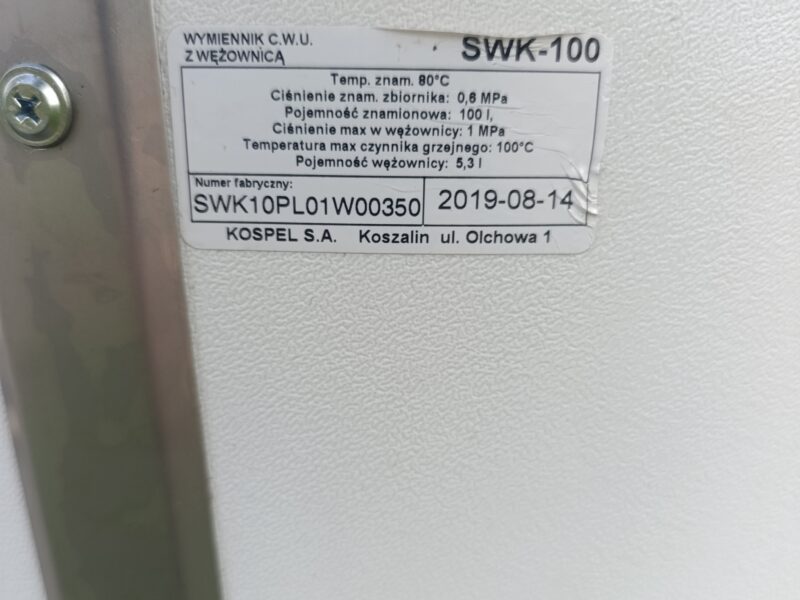 WYMIENNIK C.W.U.
Z WĘŻOWNICĄ
SWK-100
Temp. znam. 80°C
Ciśnienie znam. zbiornika: 0,6 MPa
Pojemność znamionowa: 100 l,
Ciśnienie max w wężownicy: 1 MPa
Temperatura max czynnika grzejnego: 100°C
Pojemność wężownicy: 5,3 l
Numer fabryczny:
SWK10PL01W00350
2019-08-14
KOSPEL S.A. Koszalin ul. Olchowa 1